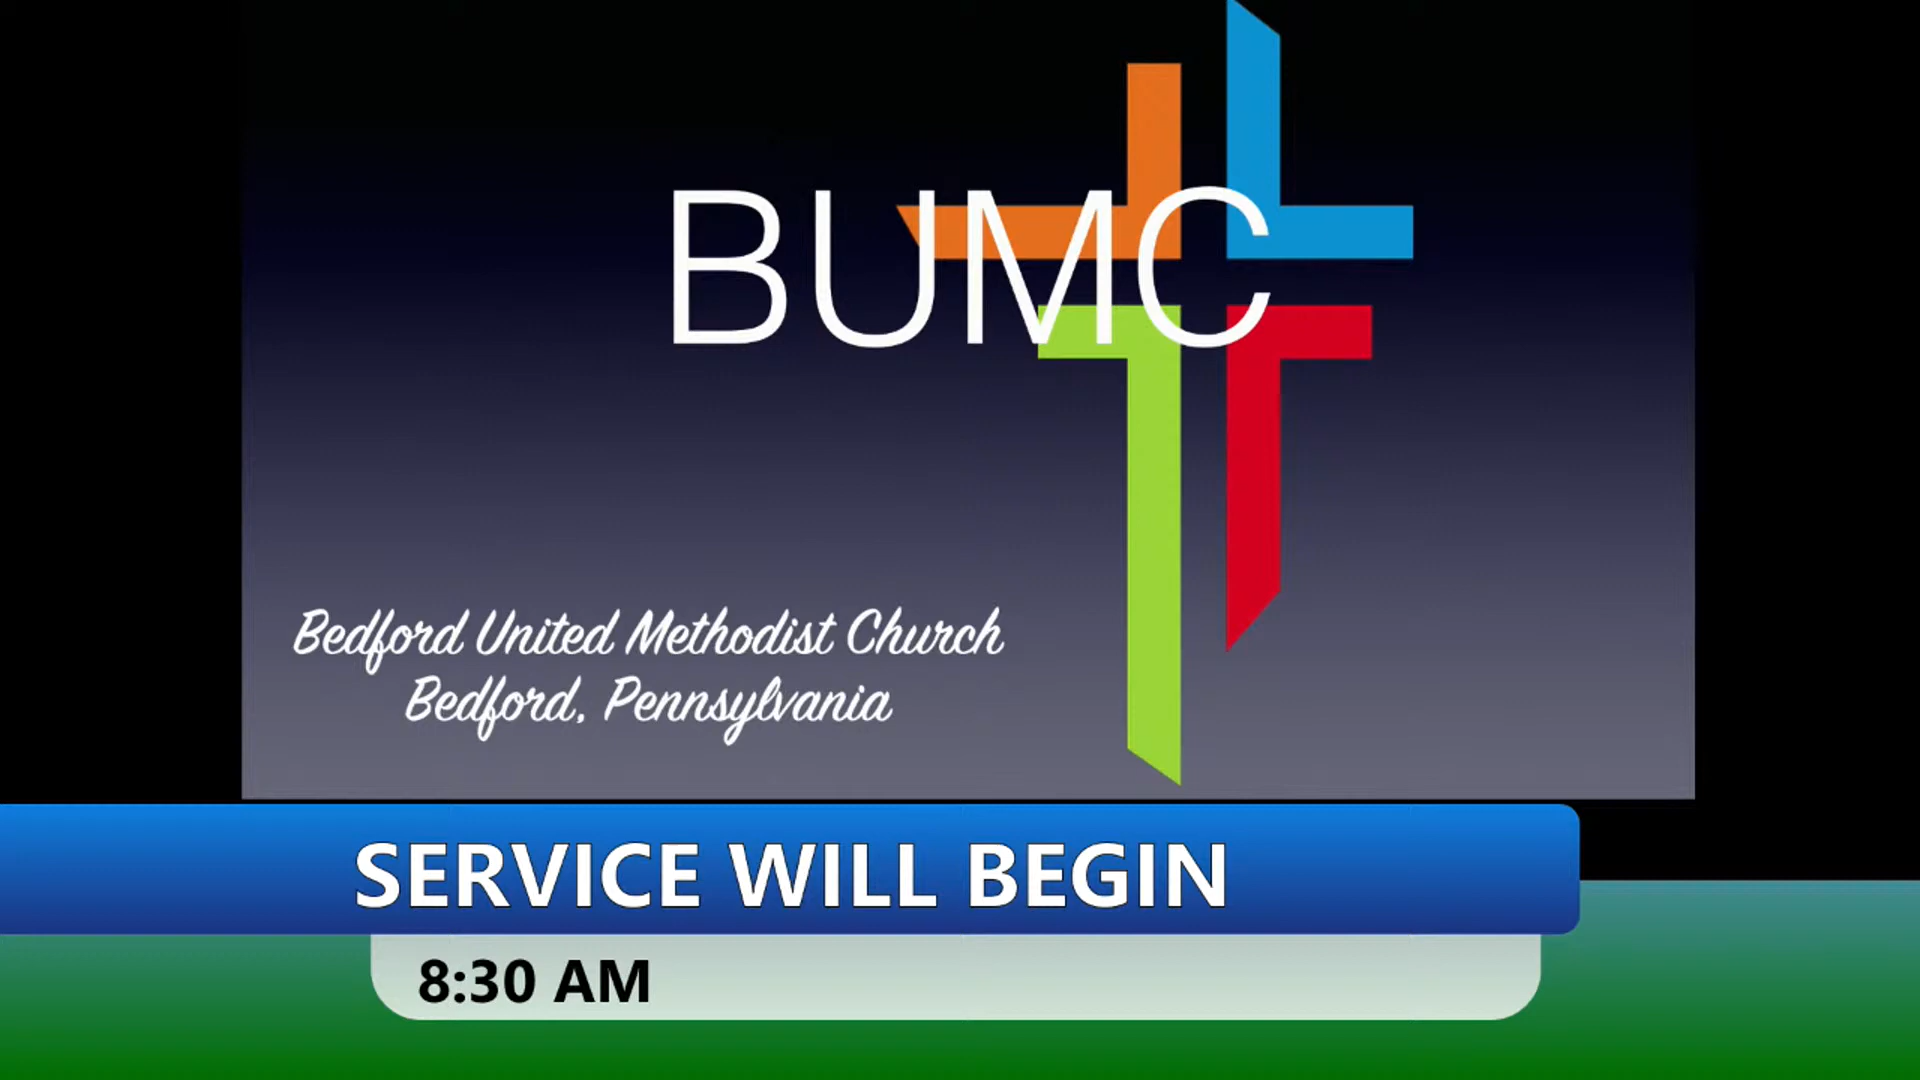 BUMC
Bedford United Methodist Church
Bedford, Pennsylvania
SERVICE WILL BEGIN
8:30 AM